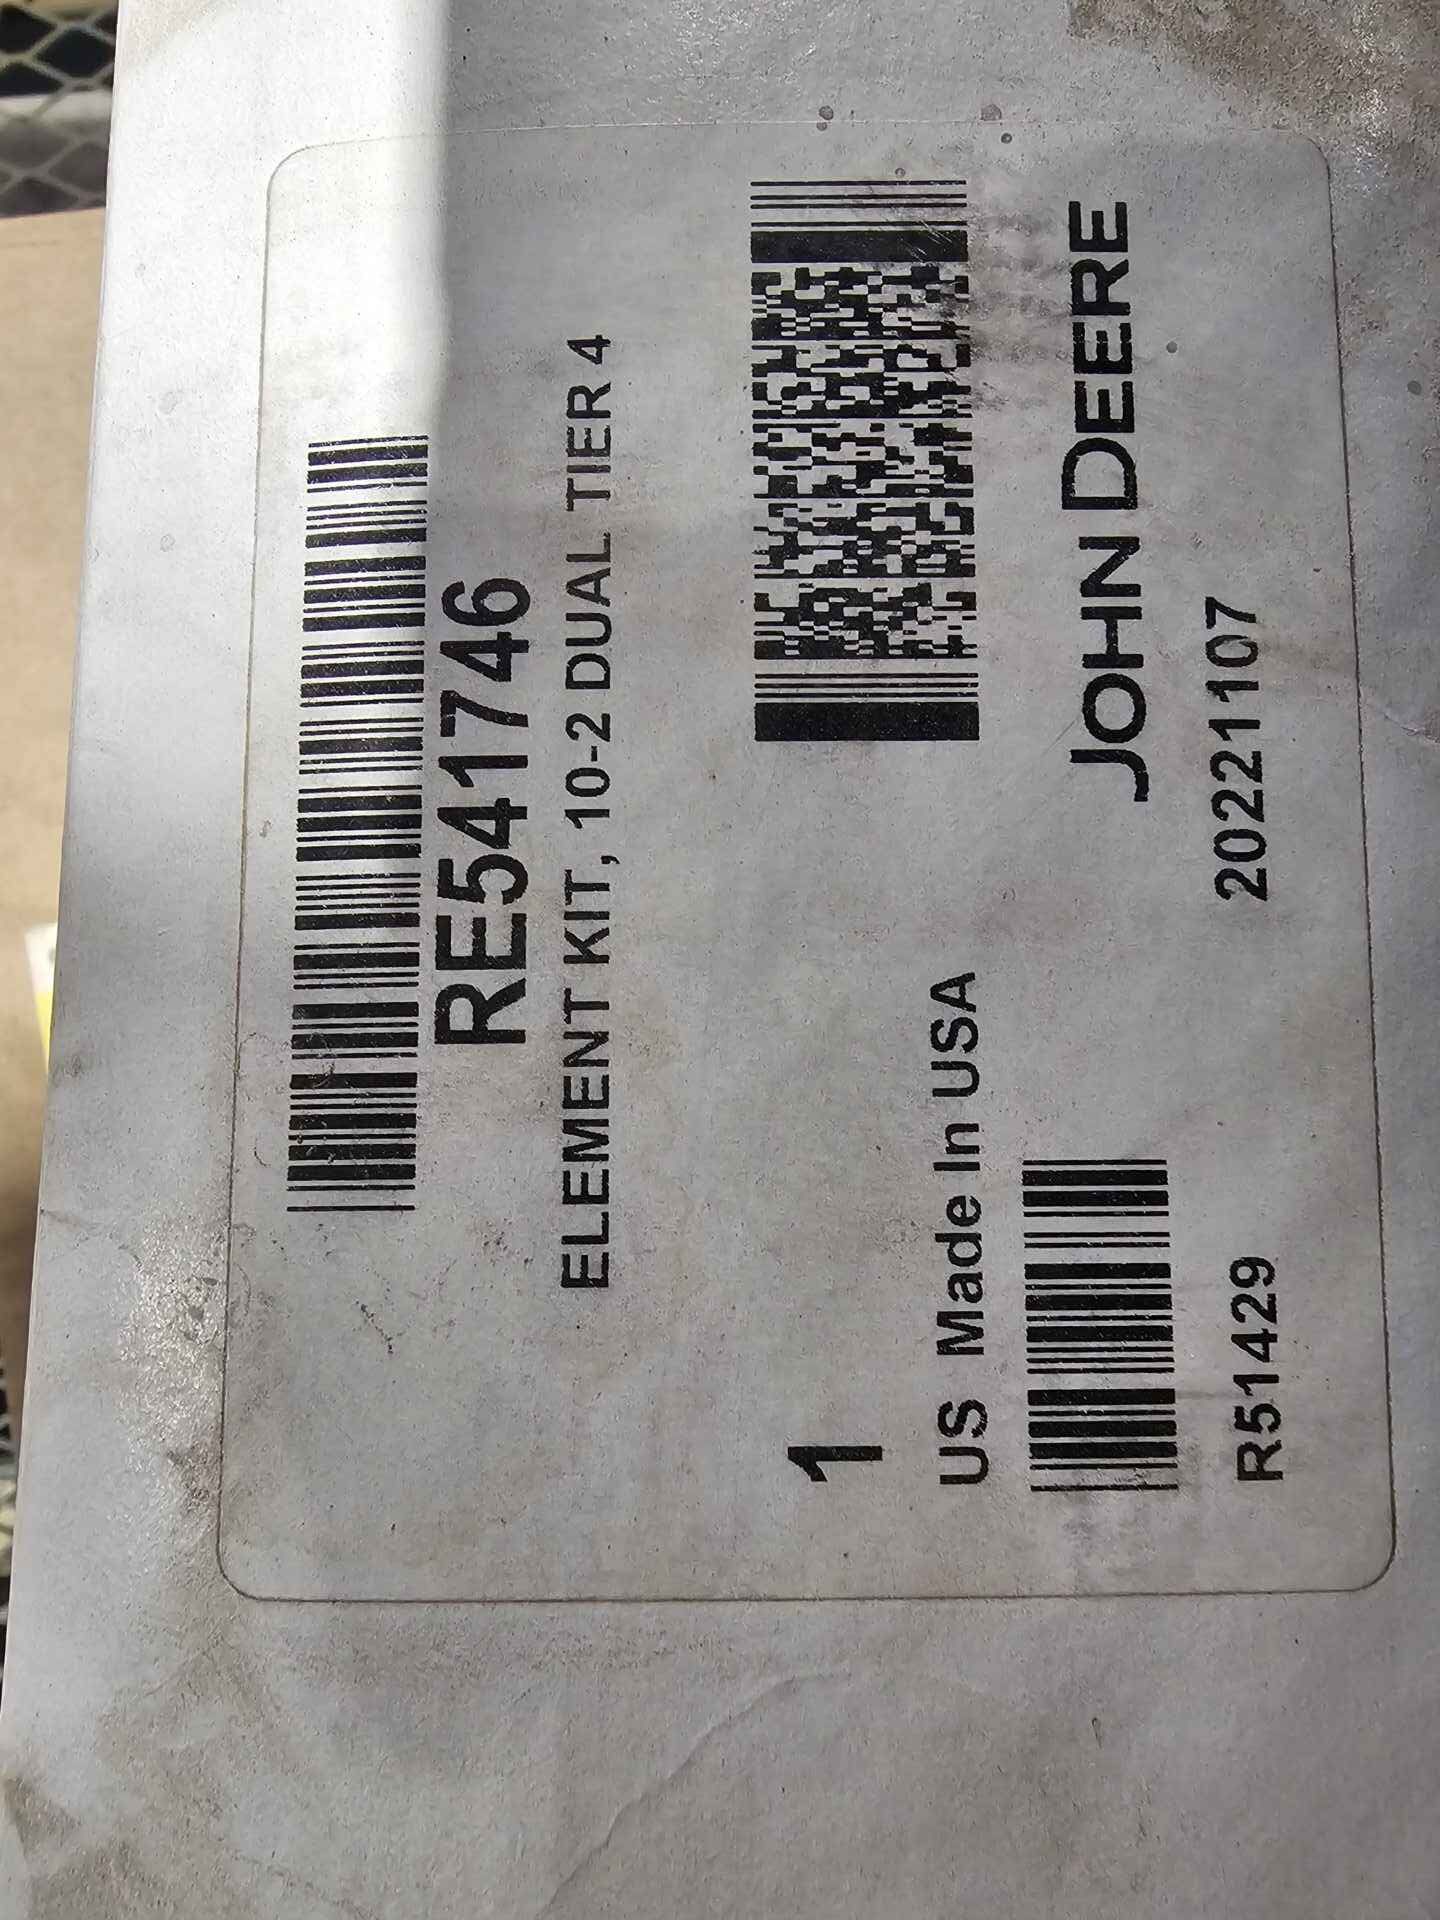 RE541746
ELEMENT KIT, 10-2 DUAL TIER 4
1
US Made In USA
JOHN DEERE
R51429
20221107